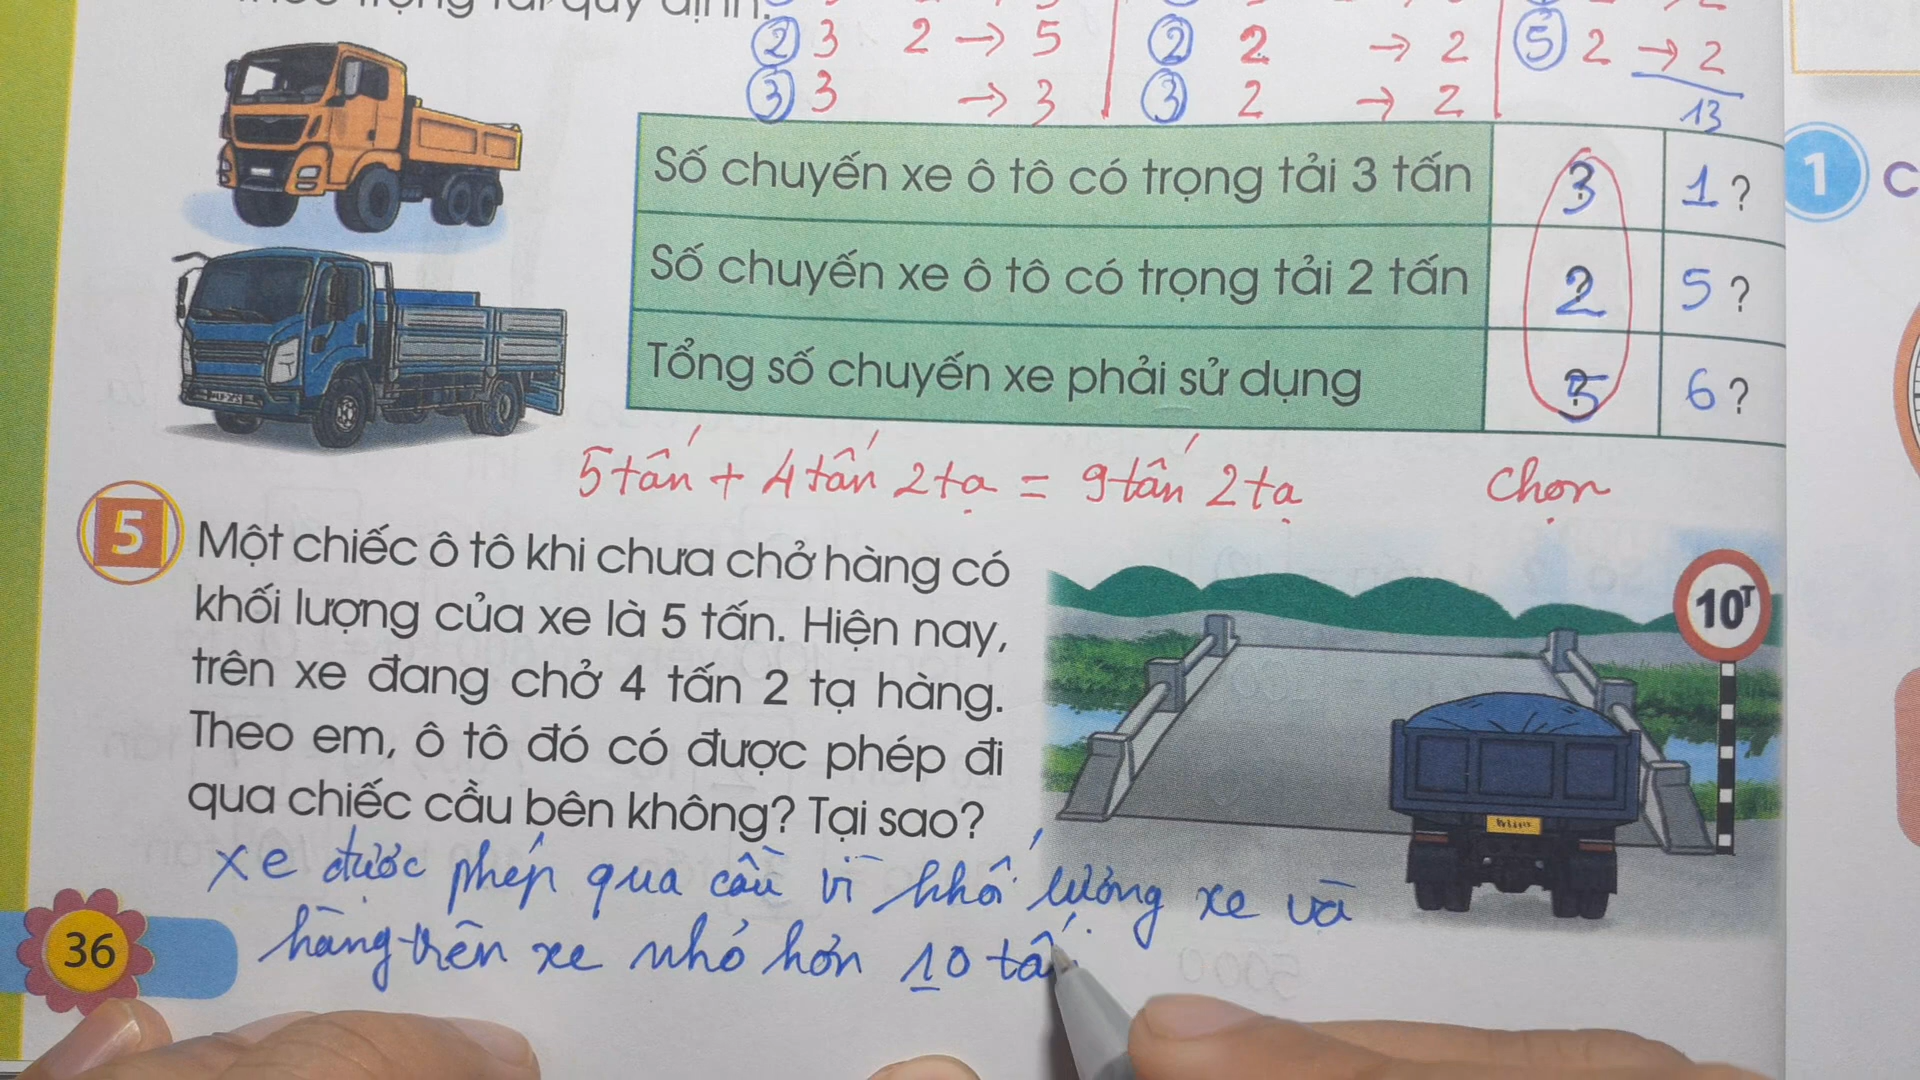 ② 3 2 → 5 ② 2 → 2 ⑤ 2 → 2
③ 3 → 3 ③ 2 → 2 13
Số chuyến xe ô tô có trọng tải 3 tấn 3 1 ?
Số chuyến xe ô tô có trọng tải 2 tấn 2 5 ?
Tổng số chuyến xe phải sử dụng 5 6 ?
5 tấn + 4 tấn 2 tạ = 9 tấn 2 tạ chọn
5 Một chiếc ô tô khi chưa chở hàng có
khối lượng của xe là 5 tấn. Hiện nay,
trên xe đang chở 4 tấn 2 tạ hàng.
Theo em, ô tô đó có được phép đi
qua chiếc cầu bên không? Tại sao?
10T
xe được phép qua cầu vì khố lượng xe và
hàng trên xe nhỏ hơn 10 tấ
36
1 C